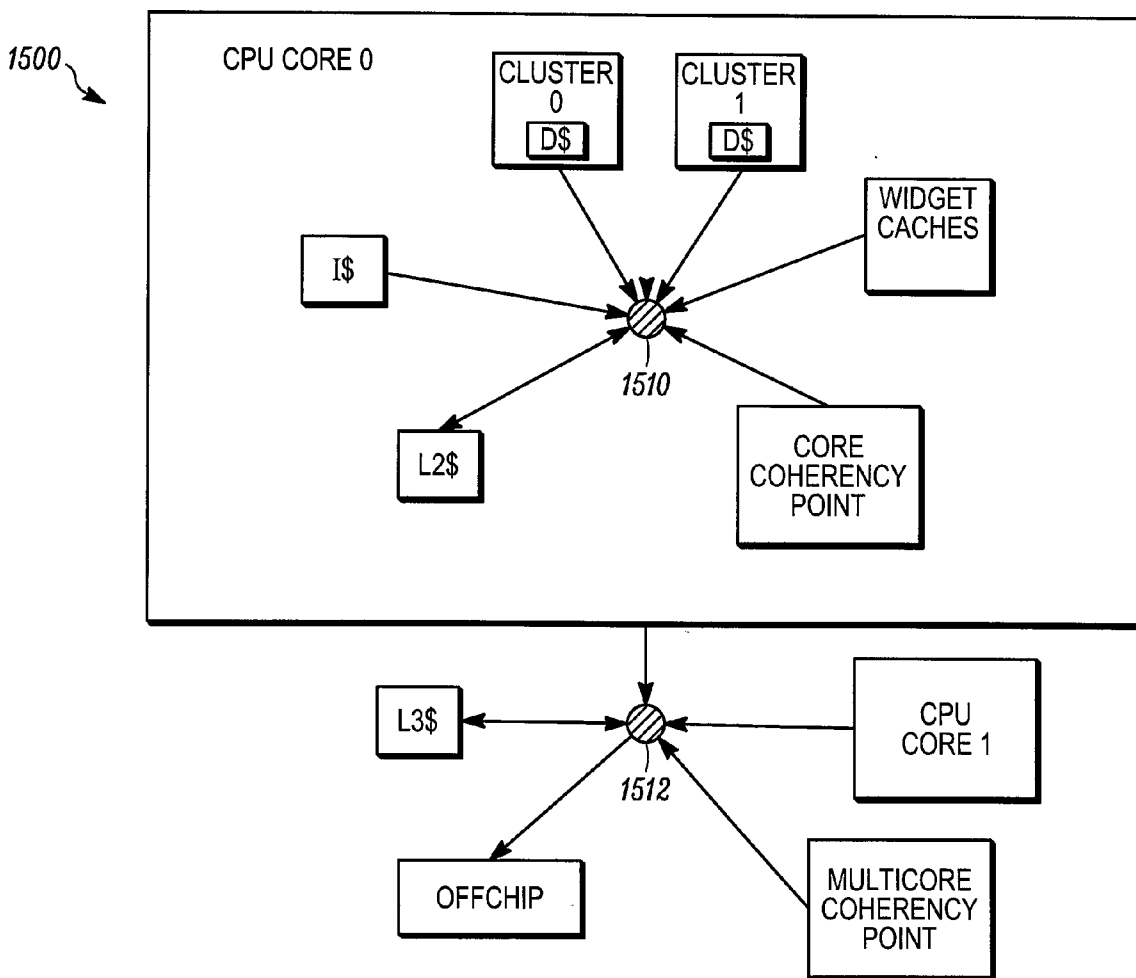 1500
CPU CORE 0
CLUSTER
0
D$
CLUSTER
1
D$
WIDGET
CACHES
I$
1510
L2$
CORE
COHERENCY
POINT
L3$
CPU
CORE 1
1512
OFFCHIP
MULTICORE
COHERENCY
POINT